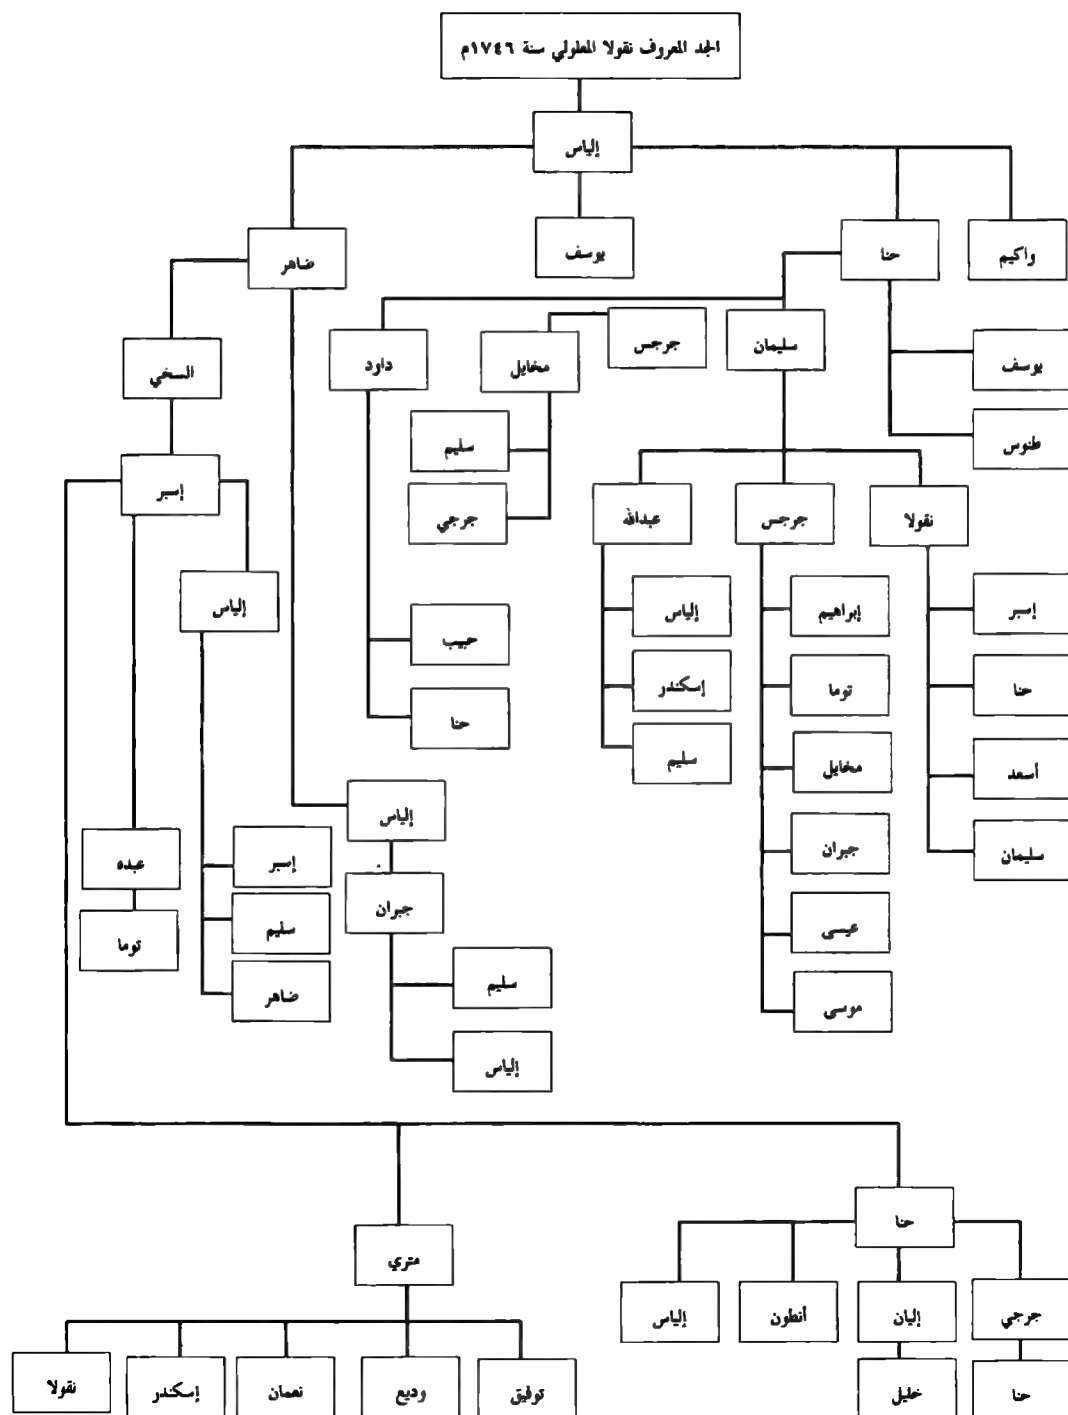 الجد المعروف نقولا المعلولي سنة ١٧٤٦م
إلياس
واكيم
حنا
يوسف
ضاهر
يوسف
طنوس
سليمان
جرجس
مخايل
داود
السخي
سليم
جرجي
إسبر
نقولا
جرجس
عبدالله
إلياس
إسبر
حنا
أسعد
سليمان
إبراهيم
توما
مخايل
جبران
عيسى
موسى
إلياس
إسكندر
سليم
حبيب
حنا
إلياس
جبران
سليم
إلياس
إسبر
سليم
ضاهر
عبده
توما
حنا
متري
جرجي
إليان
أنطون
إلياس
حنا
خليل
توفيق
وديع
نعمان
إسكندر
نقولا